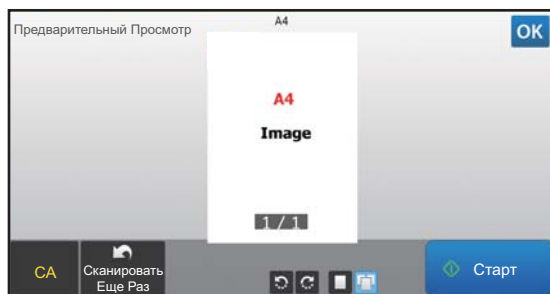 Предварительный Просмотр
A4
OK
A4
Image
1 / 1
CA
Сканировать
Еще Раз
Старт